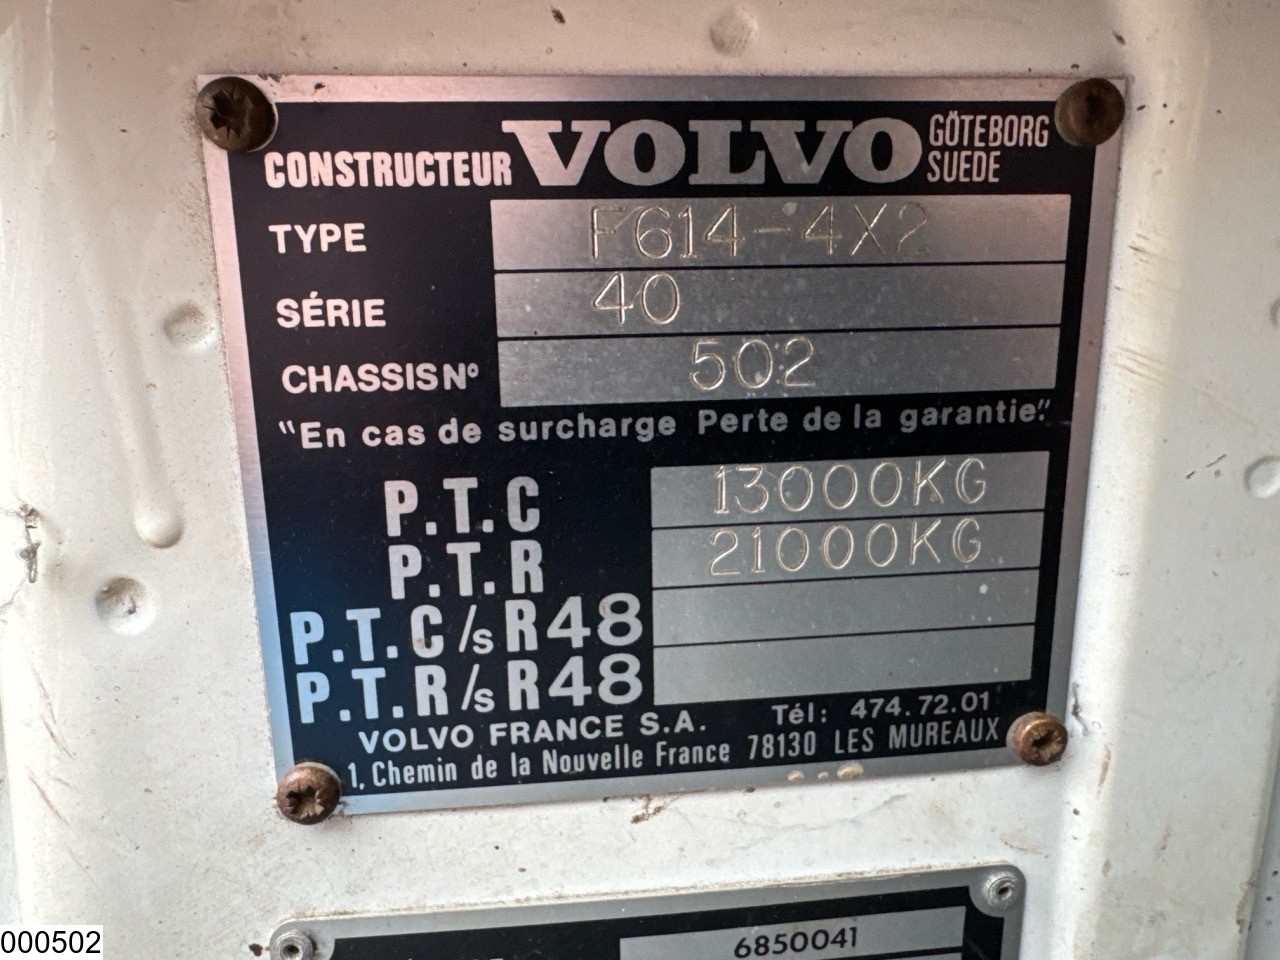 CONSTRUCTEUR VOLVO GÖTEBORG SUEDE
TYPE F614-4X2
SÉRIE 40
CHASSIS Nº 502
"En cas de surcharge Perte de la garantie."
P.T.C 13000KG
P.T.R 21000KG
P.T.C/s R48
P.T.R/s R48
VOLVO FRANCE S.A. Tél: 474.72.01
1, Chemin de la Nouvelle France 78130 LES MUREAUX
6850041
000502